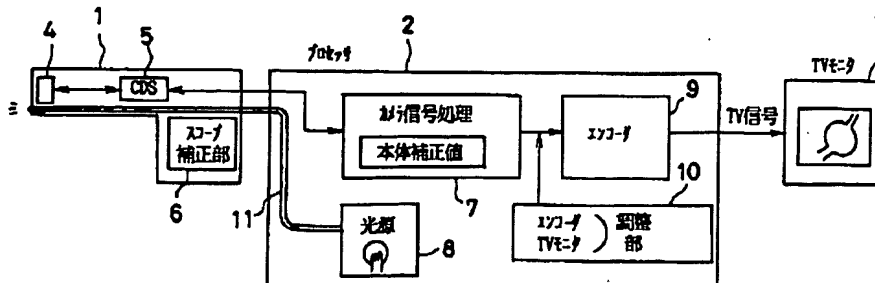 1
4
5
CDS
スコープ
補正部
6
11
プロセッサ
2
カメラ信号処理
本体補正値
7
光源
8
エンコーダ
9
TV信号
10
エンコーダ
TVモニタ
調整
部
TVモニタ